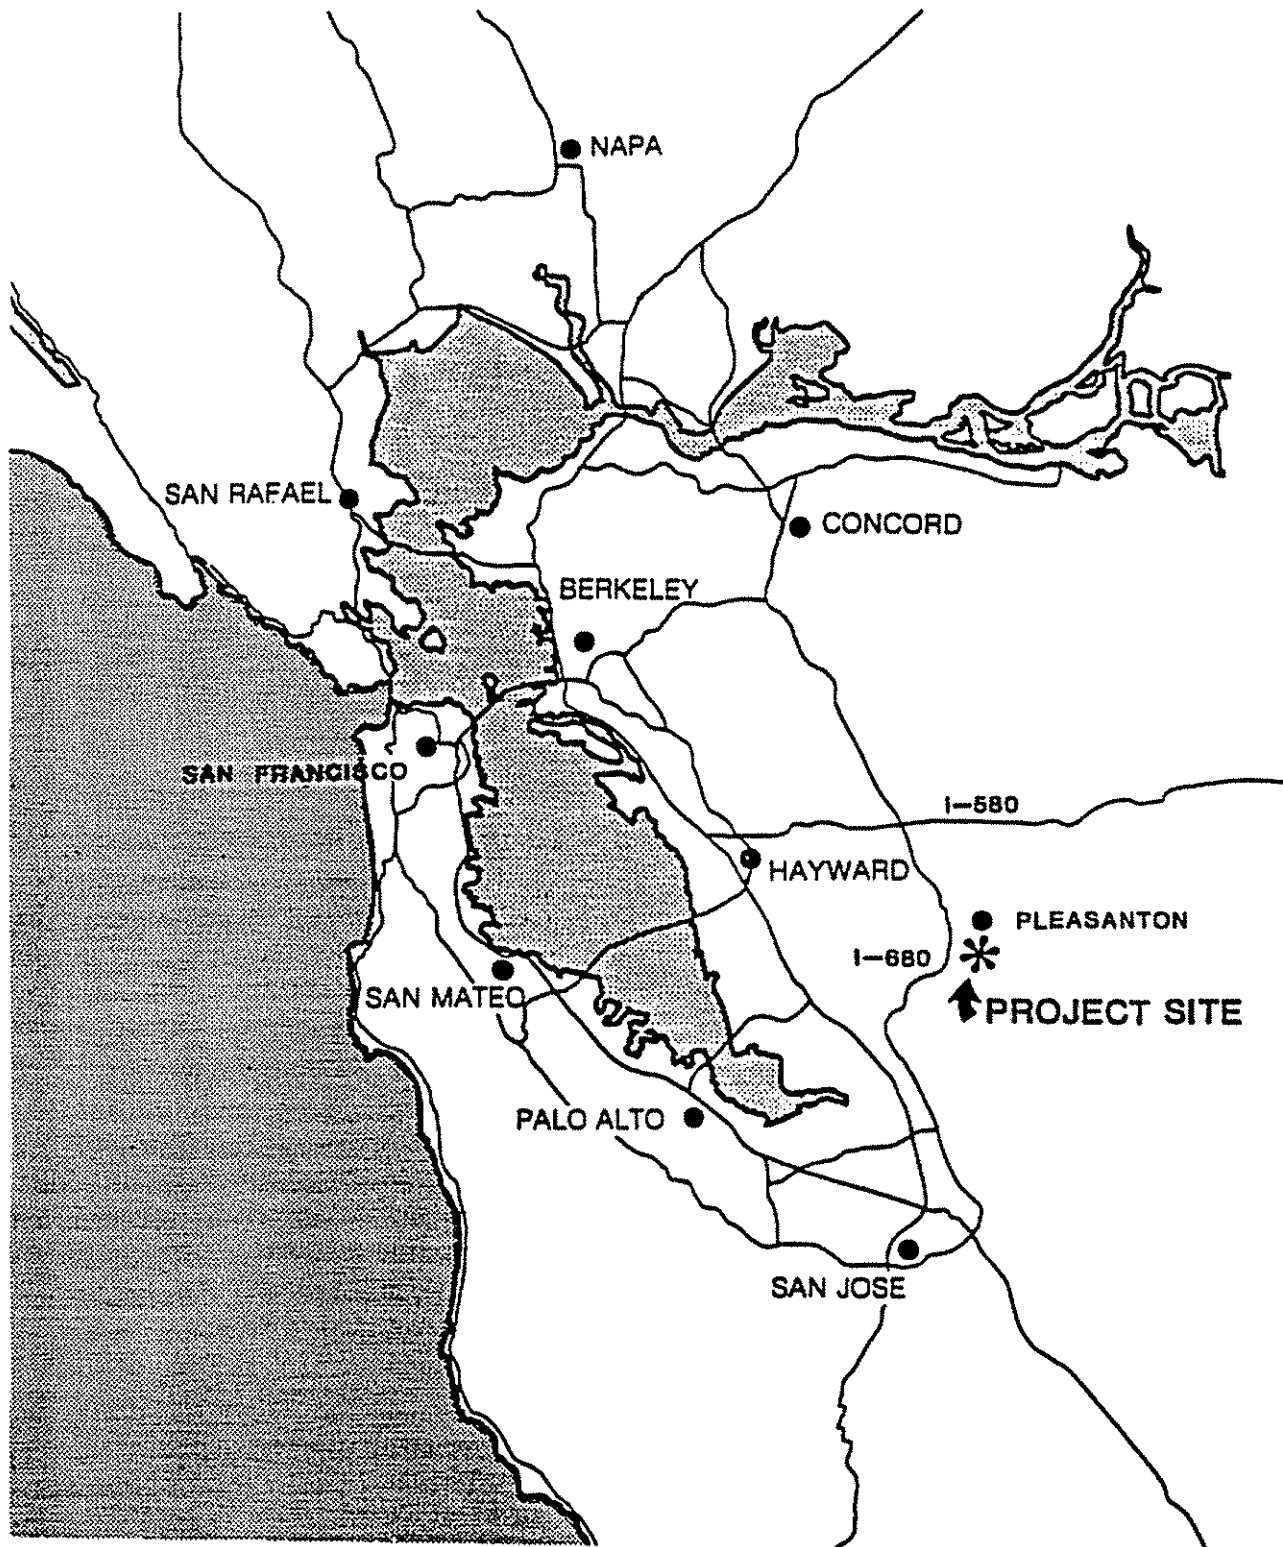 NAPA
SAN RAFAEL
CONCORD
BERKELEY
SAN FRANCISCO
I-580
HAYWARD
PLEASANTON
I-680
SAN MATEO
PROJECT SITE
PALO ALTO
SAN JOSE